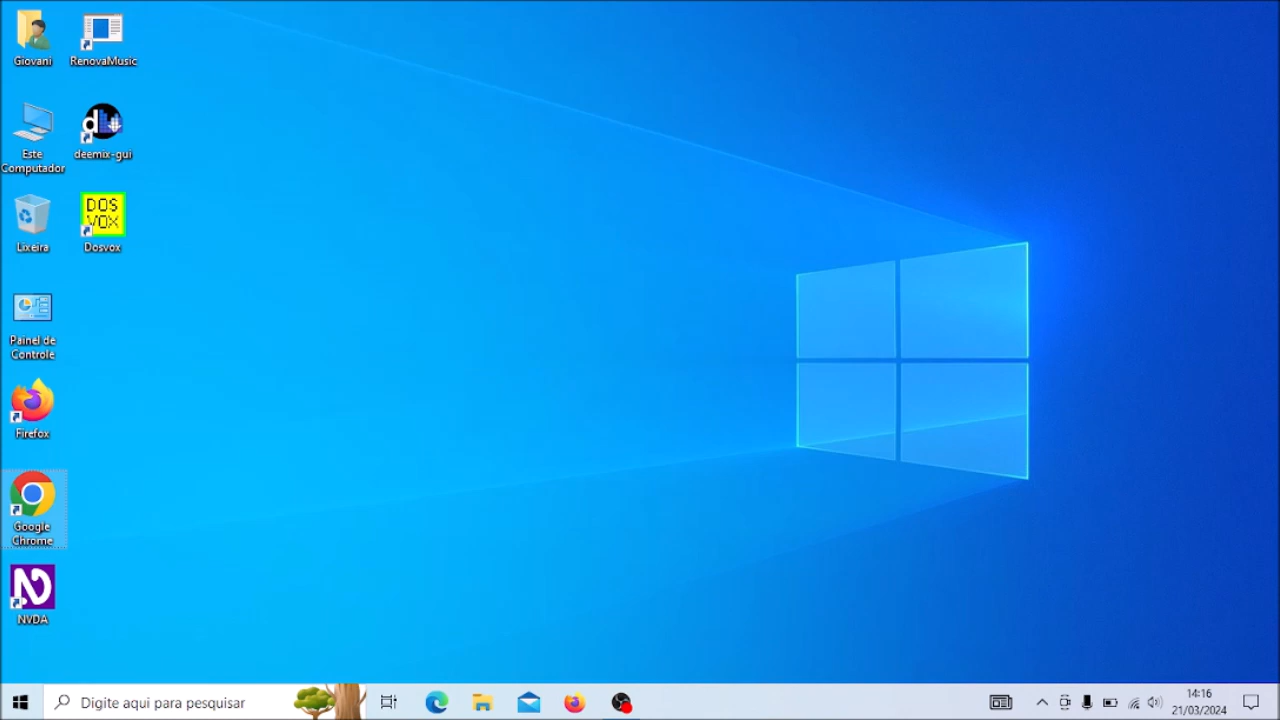 Giovani
RenovaMusic
Este
Computador
d
deemix-gui
Lixeira
DOS
VOX
Dosvox
Painel de
Controle
Firefox
Google
Chrome
NVDA
Digite aqui para pesquisar
14:16
21/03/2024